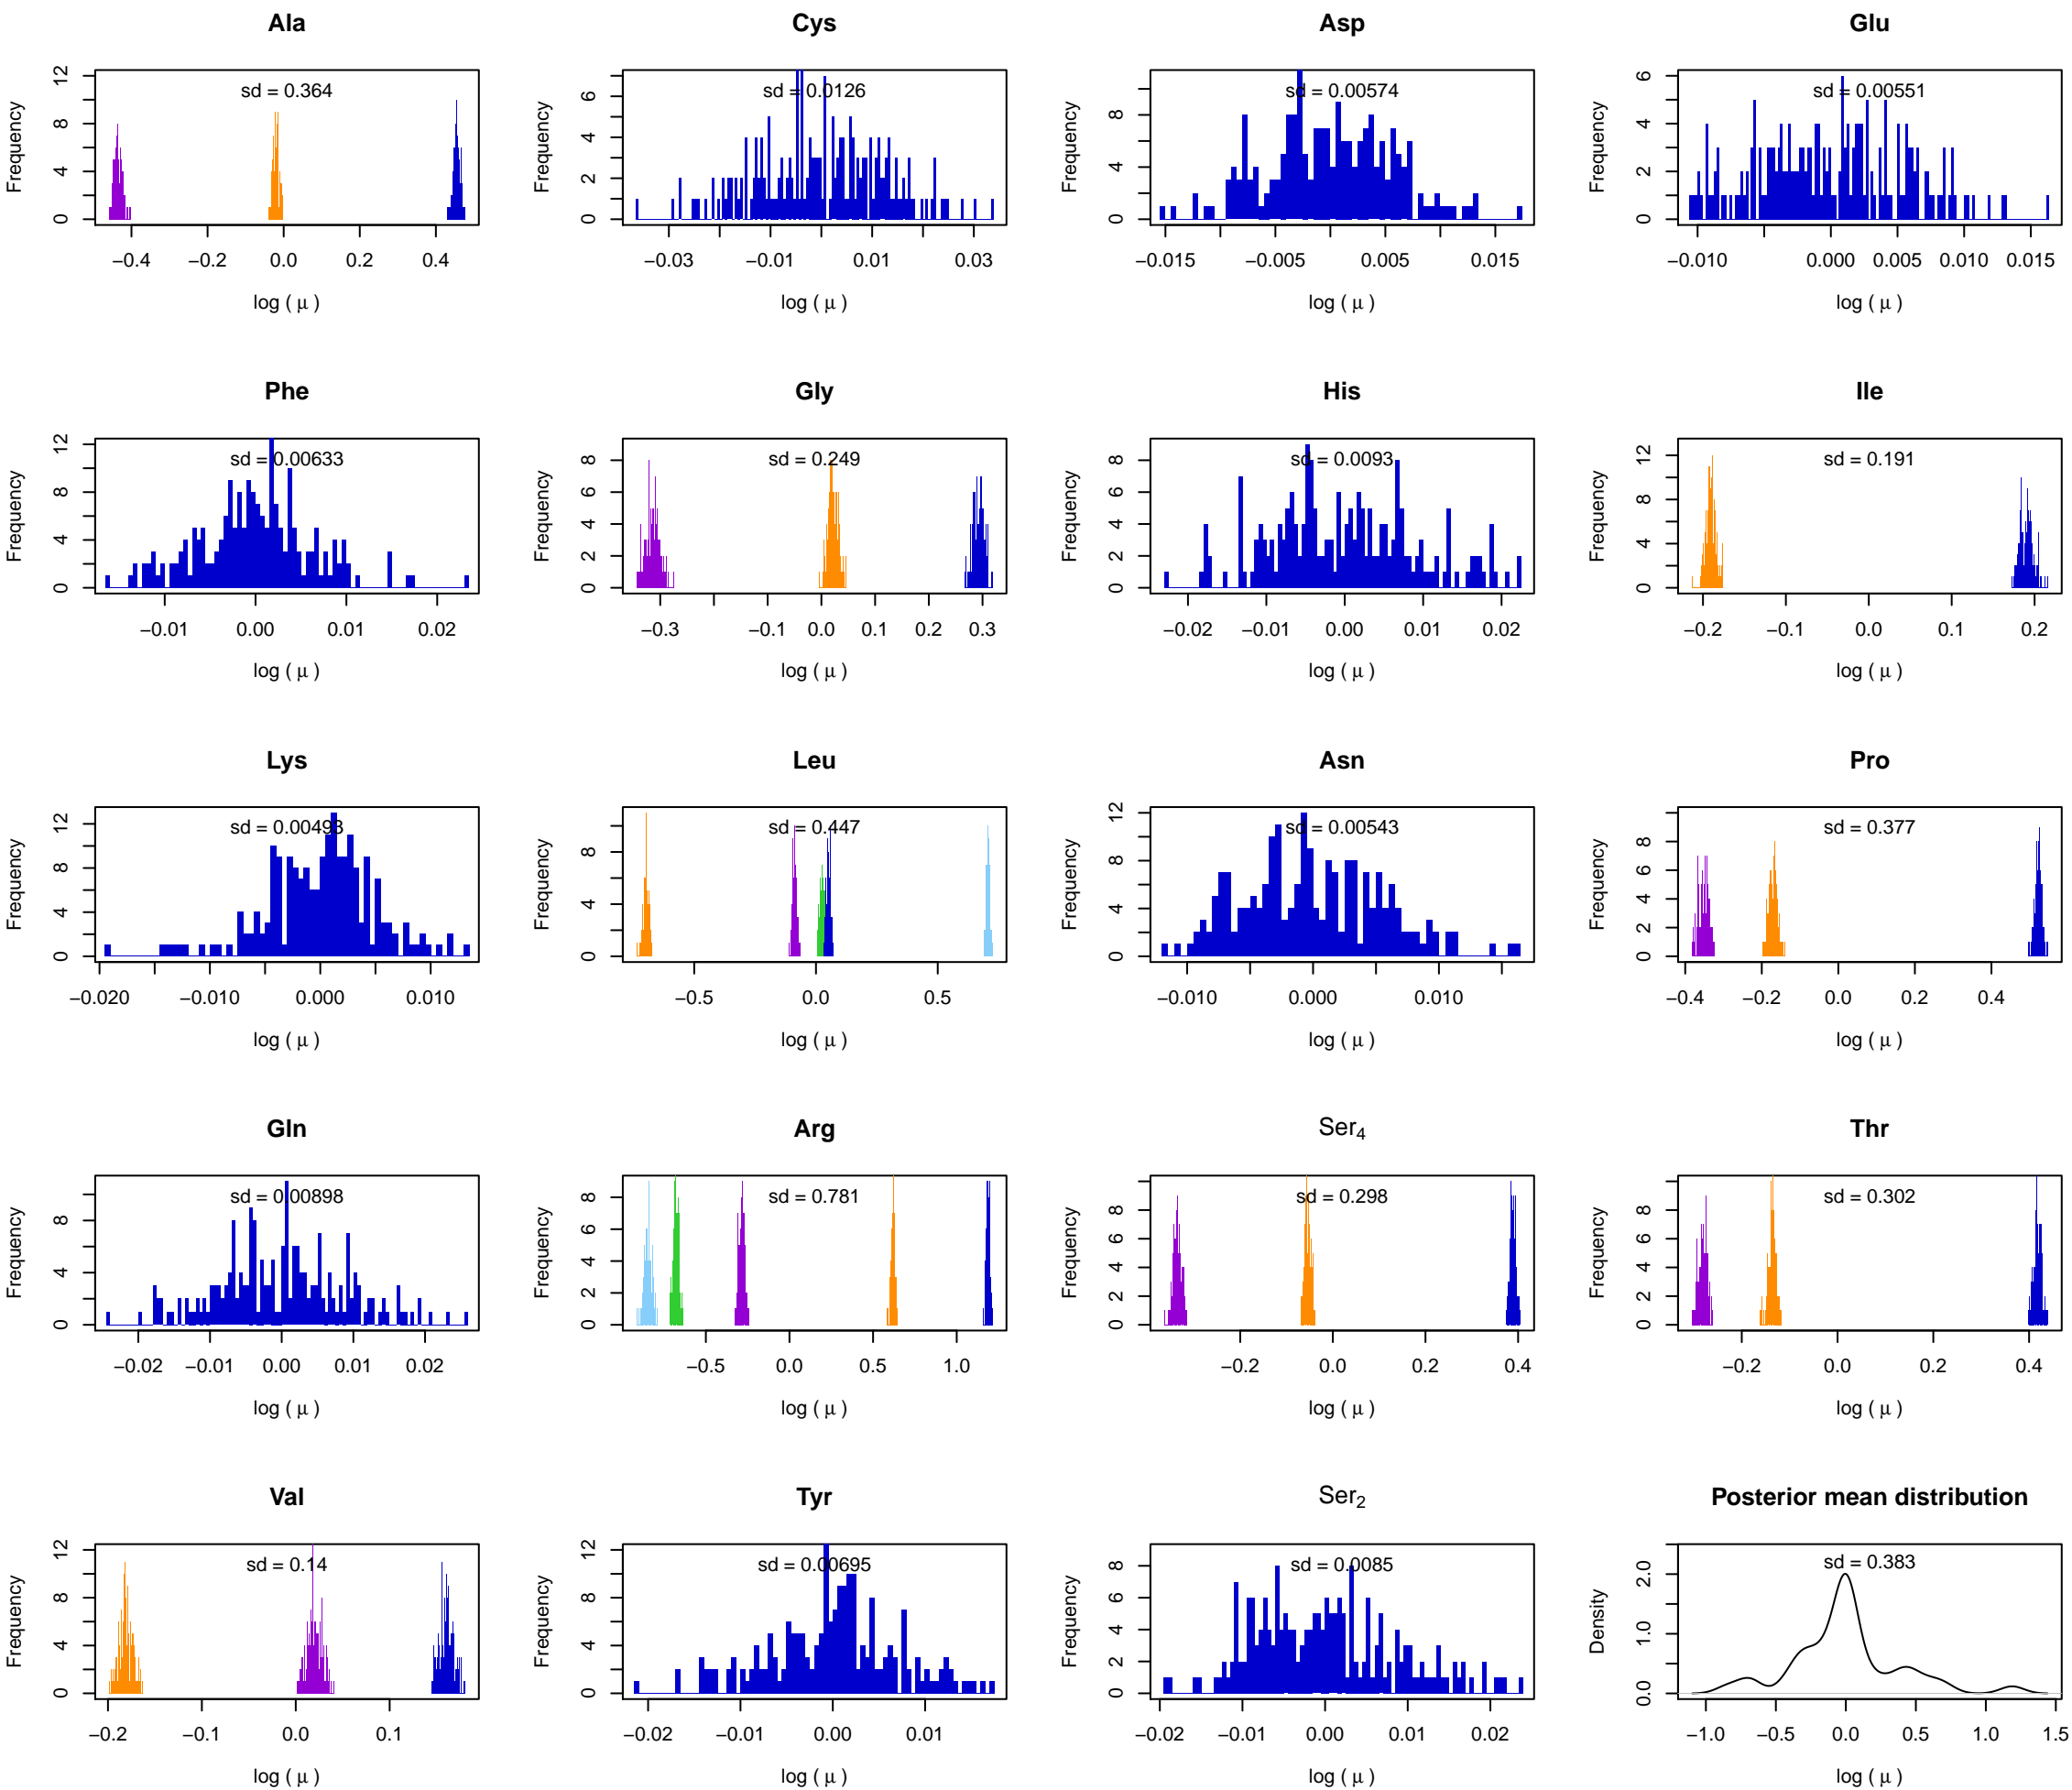 Ala
Frequency
0 4 8 12
sd = 0.364
−0.4 −0.2 0.0 0.2 0.4
log ( μ )
Cys
Frequency
0 2 4 6
sd = 0.0126
−0.03 −0.01 0.01 0.03
log ( μ )
Asp
Frequency
0 4 8
sd = 0.00574
−0.015 −0.005 0.005 0.015
log ( μ )
Glu
Frequency
0 2 4 6
sd = 0.00551
−0.010 0.000 0.005 0.010 0.015
log ( μ )
Phe
Frequency
0 4 8 12
sd = 0.00633
−0.01 0.00 0.01 0.02
log ( μ )
Gly
Frequency
0 2 4 6 8
sd = 0.249
−0.3 −0.1 0.0 0.1 0.2 0.3
log ( μ )
His
Frequency
0 2 4 6 8
sd = 0.0093
−0.02 −0.01 0.00 0.01 0.02
log ( μ )
Ile
Frequency
0 4 8 12
sd = 0.191
−0.2 −0.1 0.0 0.1 0.2
log ( μ )
Lys
Frequency
0 4 8 12
sd = 0.00493
−0.020 −0.010 0.000 0.010
log ( μ )
Leu
Frequency
0 4 8
sd = 0.447
−0.5 0.0 0.5
log ( μ )
Asn
Frequency
0 4 8 12
sd = 0.00543
−0.010 0.000 0.010
log ( μ )
Pro
Frequency
0 2 4 6 8
sd = 0.377
−0.4 −0.2 0.0 0.2 0.4
log ( μ )
Gln
Frequency
0 4 8
sd = 0.00898
−0.02 −0.01 0.00 0.01 0.02
log ( μ )
Arg
Frequency
0 2 4 6 8
sd = 0.781
−0.5 0.0 0.5 1.0
log ( μ )
Ser4
Frequency
0 2 4 6 8
sd = 0.298
−0.2 0.0 0.2 0.4
log ( μ )
Thr
Frequency
0 2 4 6 8
sd = 0.302
−0.2 0.0 0.2 0.4
log ( μ )
Val
Frequency
0 4 8 12
sd = 0.14
−0.2 −0.1 0.0 0.1
log ( μ )
Tyr
Frequency
0 4 8 12
sd = 0.00695
−0.02 −0.01 0.00 0.01
log ( μ )
Ser2
Frequency
0 2 4 6 8
sd = 0.0085
−0.02 −0.01 0.00 0.01 0.02
log ( μ )
Posterior mean distribution
Density
0.0 1.0 2.0
sd = 0.383
−1.0 −0.5 0.0 0.5 1.0 1.5
log ( μ )